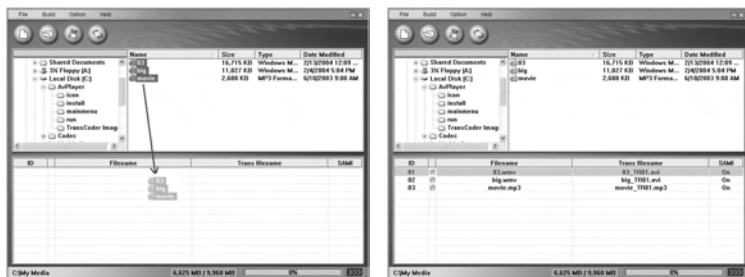 File Build Option Help
Shared Documents
3½ Floppy [A:]
Local Disk [C:]
AvPlayer
icon
install
mainmenu
run
TransCoder Imag
Codec
Name Size Type Date Modified
03 16,715 KB Windows M... 2/13/2004 12:09 ...
big 11,827 KB Windows M... 2/4/2004 5:04 PM
movie 2,688 KB MP3 Forma... 6/10/2003 9:00 AM
ID Filename Trans filename SAMI
03
big
movie
C:\My Media 6,625 MB / 9,960 MB 0%
File Build Option Help
Shared Documents
3½ Floppy [A:]
Local Disk [C:]
AvPlayer
icon
install
mainmenu
run
TransCoder Imag
Codec
Name Size Type Date Modified
03 16,715 KB Windows M... 2/13/2004 12:09 ...
big 11,827 KB Windows M... 2/4/2004 5:04 PM
movie 2,688 KB MP3 Forma... 6/10/2003 9:00 AM
ID Filename Trans filename SAMI
01 03.wmv 03_TR01.avi On
02 big.wmv big_TR01.avi On
03 movie.mp3 movie_TR01.mp3 On
C:\My Media 6,625 MB / 9,960 MB 0%